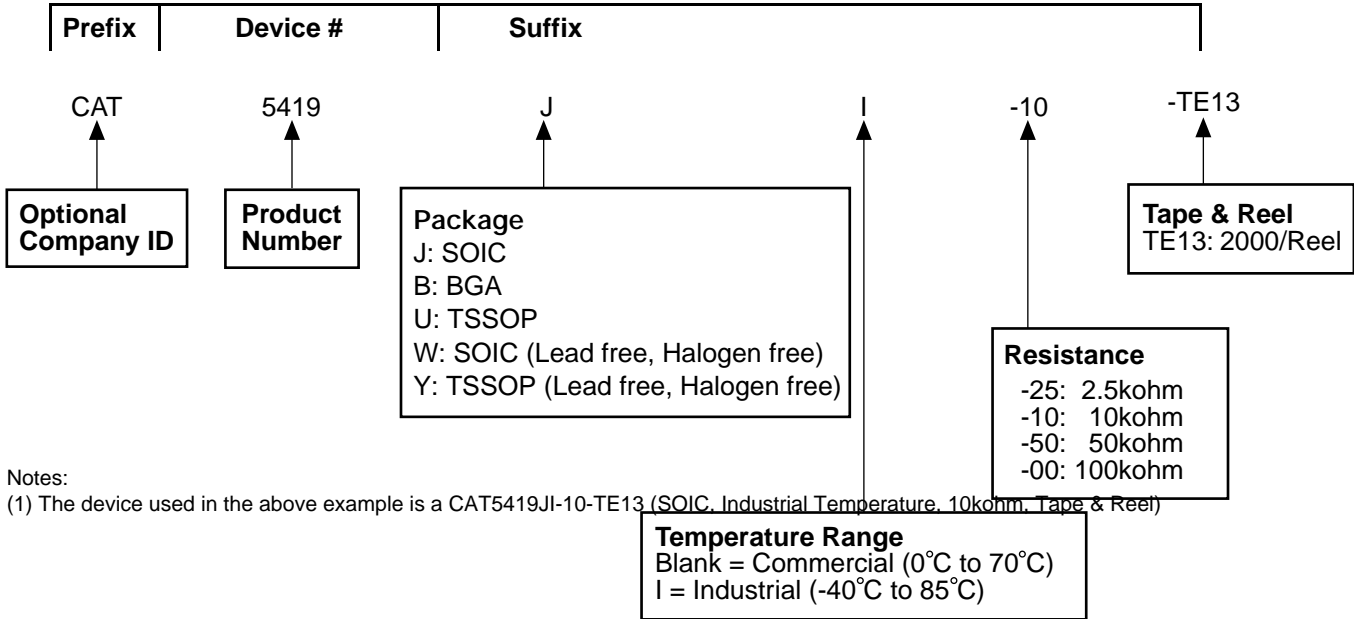 Prefix Device # Suffix
CAT 5419 J I -10 -TE13
Optional
Company ID
Product
Number
Package
J: SOIC
B: BGA
U: TSSOP
W: SOIC (Lead free, Halogen free)
Y: TSSOP (Lead free, Halogen free)
Tape & Reel
TE13: 2000/Reel
Resistance
-25: 2.5kohm
-10: 10kohm
-50: 50kohm
-00: 100kohm
Notes:
(1) The device used in the above example is a CAT5419JI-10-TE13 (SOIC, Industrial Temperature, 10kohm, Tape & Reel)
Temperature Range
Blank = Commercial (0°C to 70°C)
I = Industrial (-40°C to 85°C)